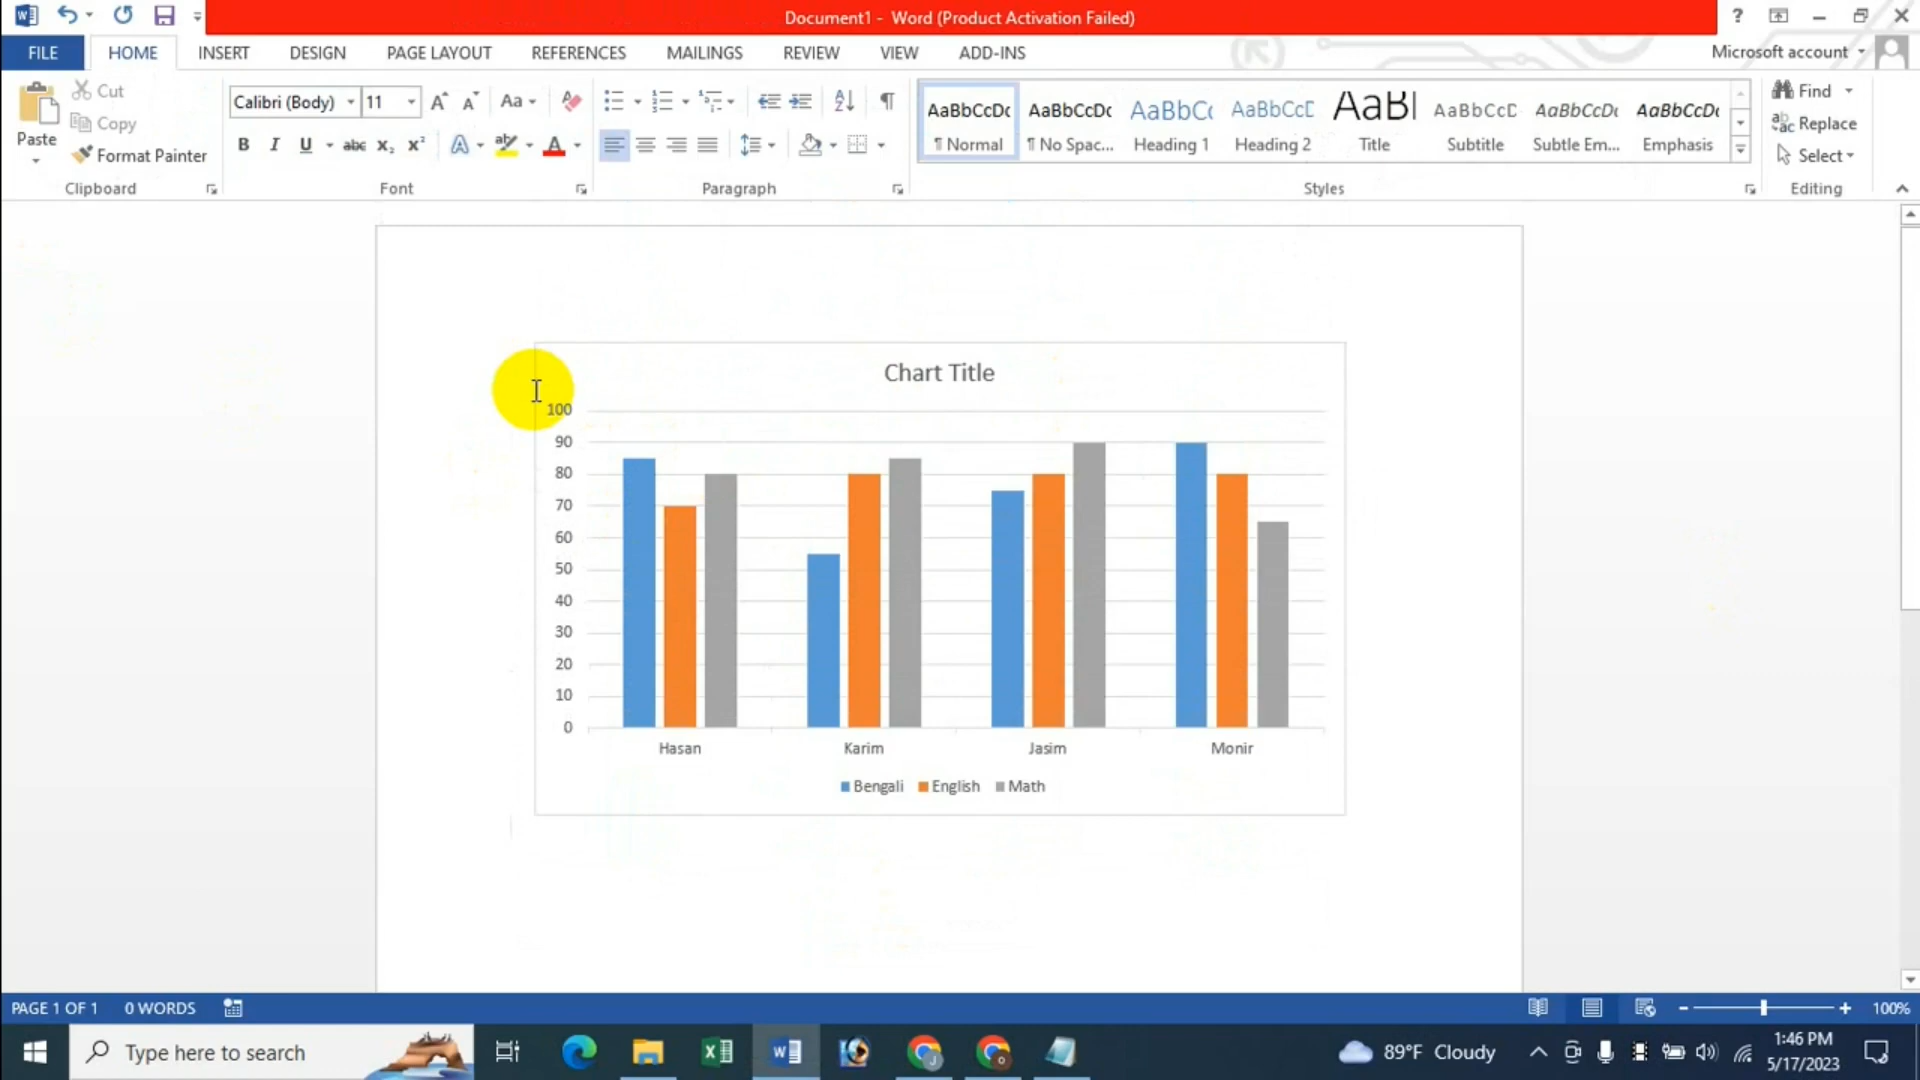 Document1 - Word (Product Activation Failed)
FILE HOME INSERT DESIGN PAGE LAYOUT REFERENCES MAILINGS REVIEW VIEW ADD-INS Microsoft account
Paste
Cut
Copy
Format Painter
Clipboard
Calibri (Body) 11
Font
Paragraph
AaBbCcDc AaBbCcDc AaBbC( AaBbCcE AaBl AaBbCcD AaBbCcDc AaBbCcDc
¶ Normal ¶ No Spac... Heading 1 Heading 2 Title Subtitle Subtle Em... Emphasis
Styles
Find
Replace
Select
Editing
Chart Title
100
90
80
70
60
50
40
30
20
10
0
Hasan Karim Jasim Monir
Bengali English Math
PAGE 1 OF 1 0 WORDS 100%
Type here to search
89°F Cloudy
1:46 PM
5/17/2023